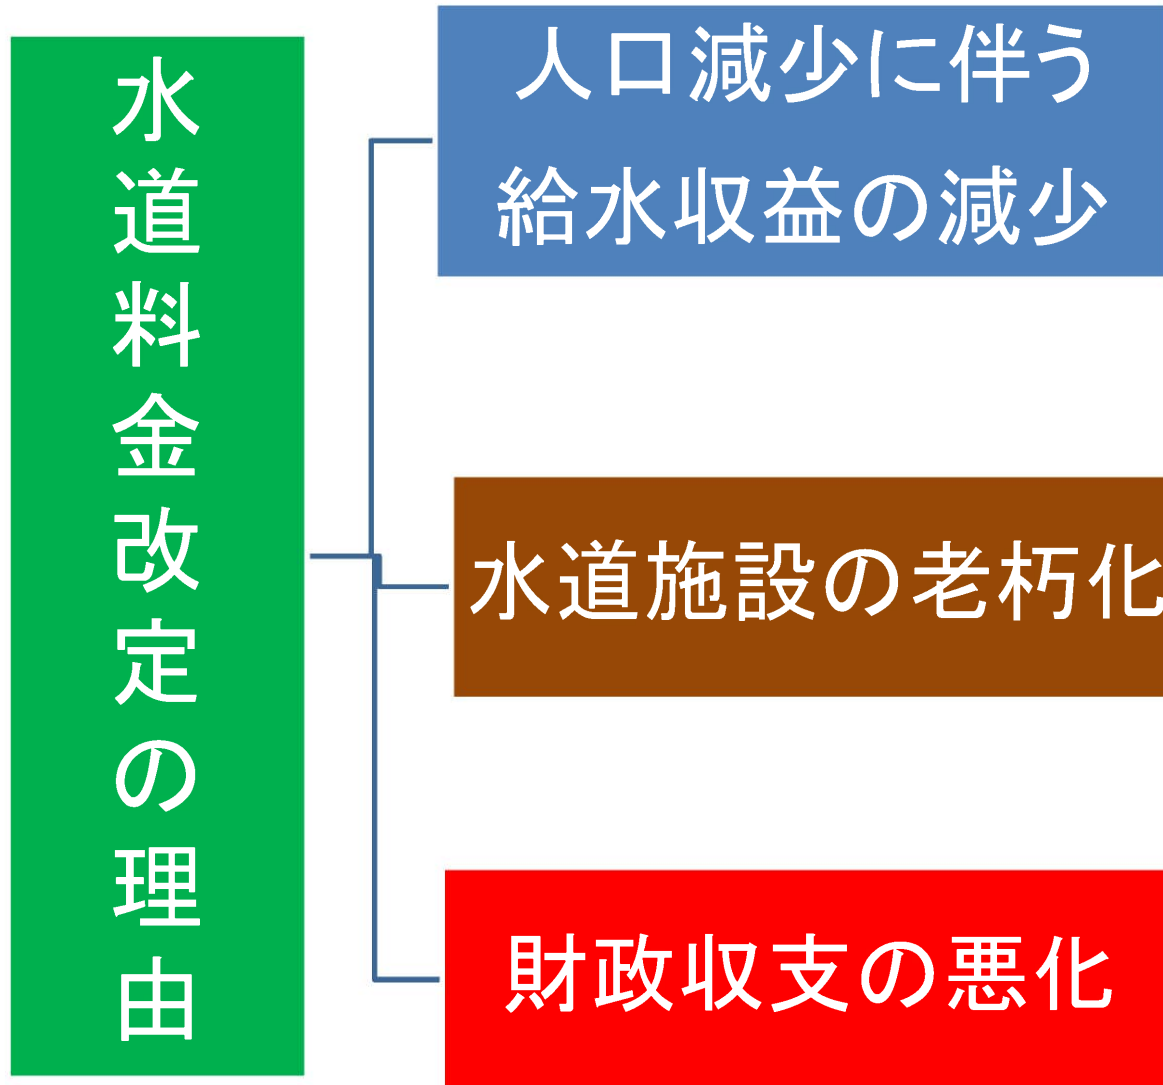 水道料金改定の理由
人口減少に伴う
給水収益の減少
水道施設の老朽化
財政収支の悪化